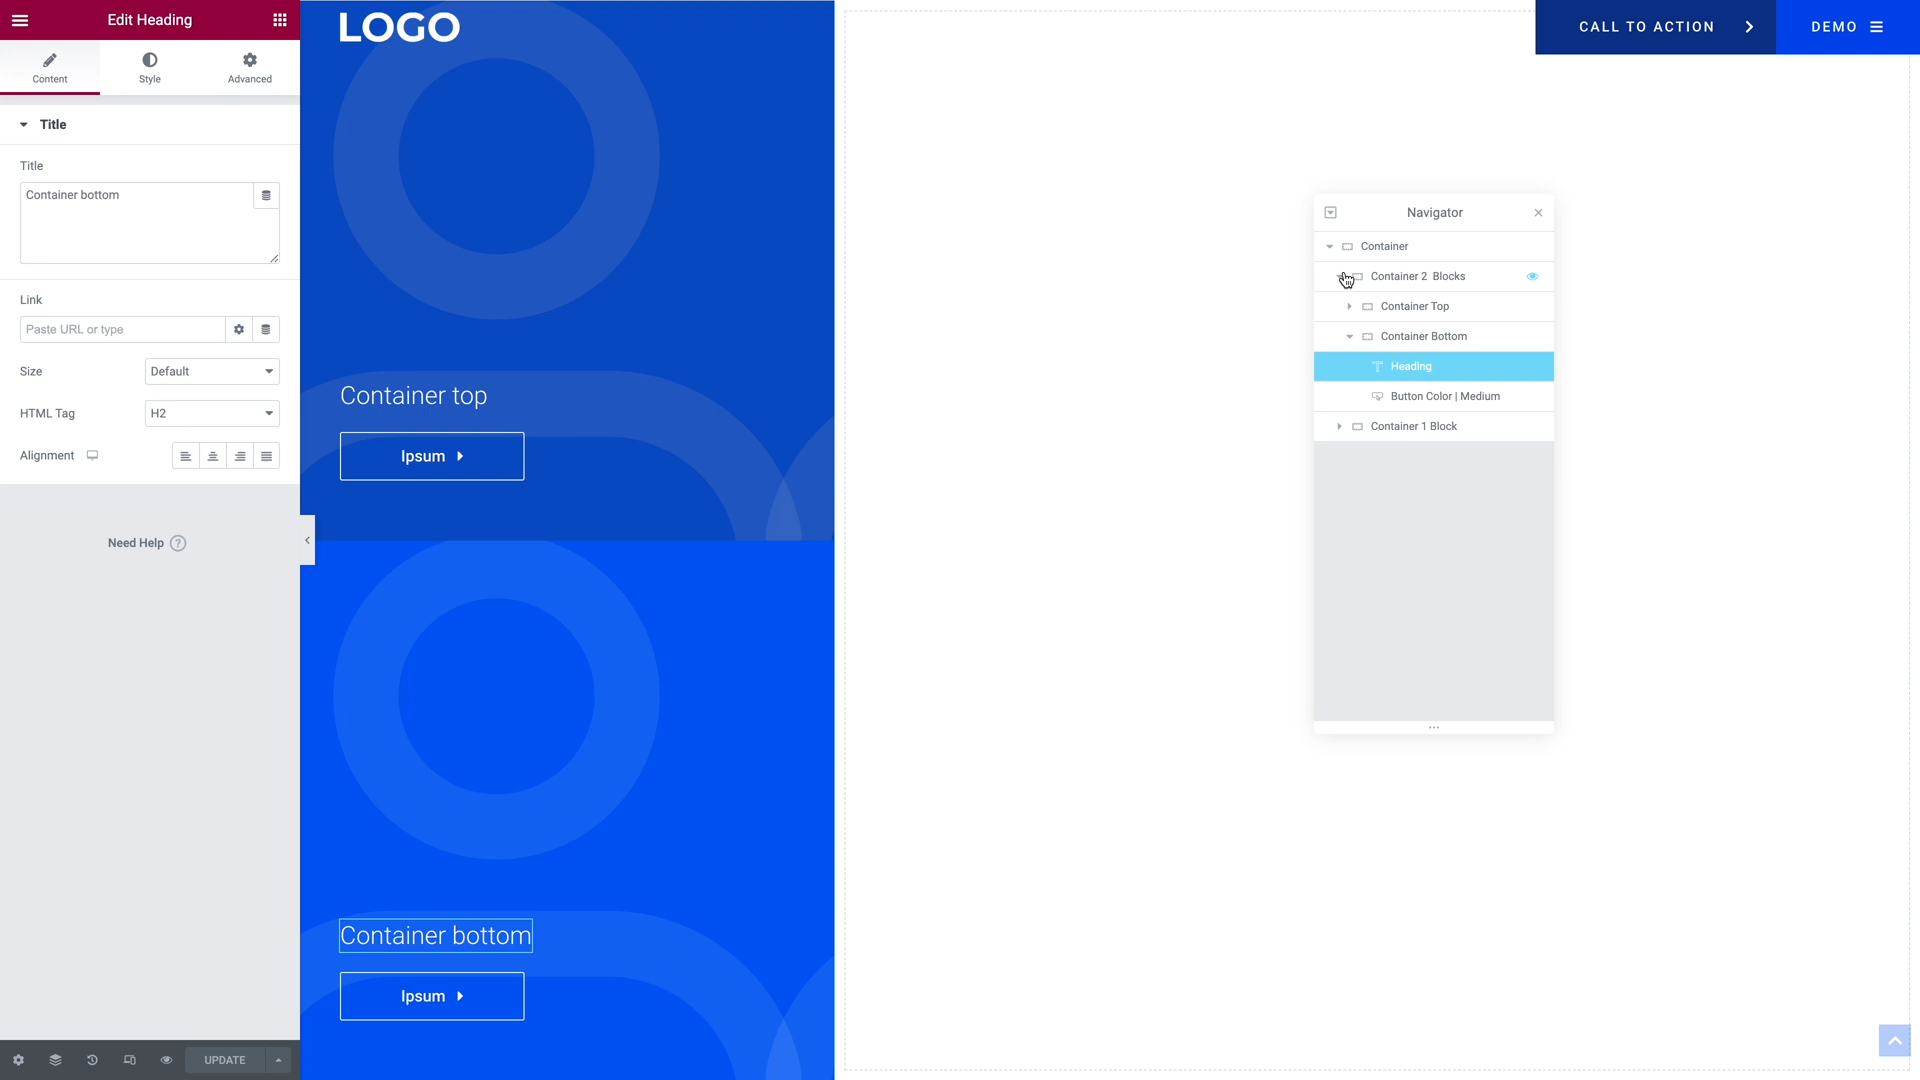 Edit Heading
Content
Style
Advanced
Title
Title
Container bottom
Link
Paste URL or type
Size
Default
HTML Tag
H2
Alignment
Need Help ?
UPDATE
LOGO
Container top
Ipsum
Container bottom
Ipsum
CALL TO ACTION
DEMO
Navigator
Container
Container 2 Blocks
Container Top
Container Bottom
Heading
Button Color | Medium
Container 1 Block